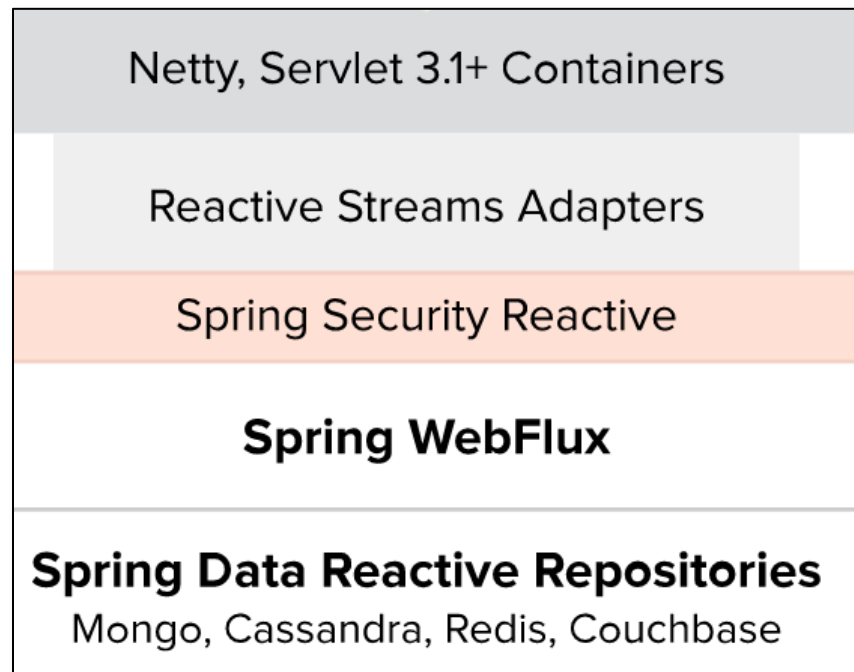 Netty, Servlet 3.1+ Containers
Reactive Streams Adapters
Spring Security Reactive
Spring WebFlux
Spring Data Reactive Repositories
Mongo, Cassandra, Redis, Couchbase